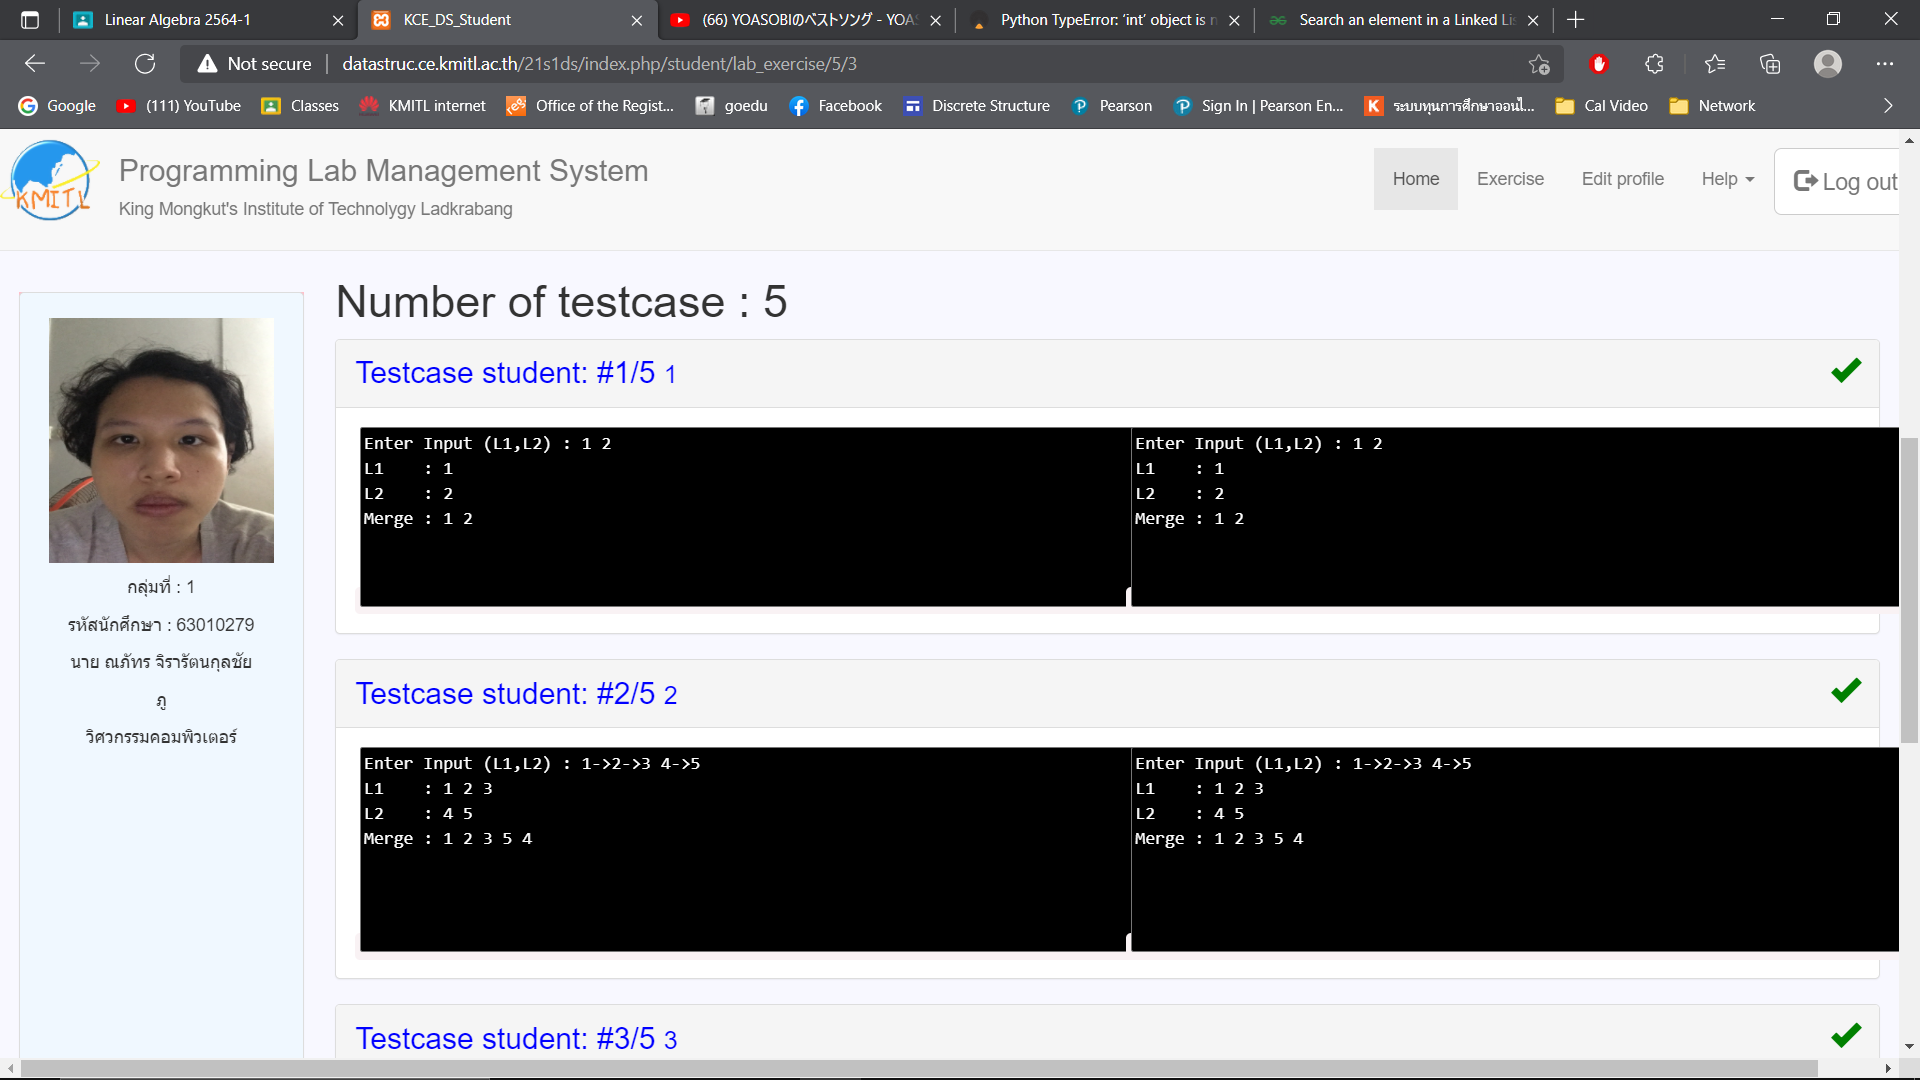 Linear Algebra 2564-1
KCE_DS_Student
(66) YOASOBIのベストソング - YOAS
Python TypeError: ‘int’ object is n
Search an element in a Linked Lis
Not secure
datastruc.ce.kmitl.ac.th/21s1ds/index.php/student/lab_exercise/5/3
Google
(111) YouTube
Classes
KMITL internet
Office of the Regist...
goedu
Facebook
Discrete Structure
Pearson
Sign In | Pearson En...
ระบบทุนการศึกษาออนไ...
Cal Video
Network
KMITL
Programming Lab Management System
King Mongkut's Institute of Technolygy Ladkrabang
Home
Exercise
Edit profile
Help
Log out
กลุ่มที่ : 1
รหัสนักศึกษา : 63010279
นาย ณภัทร จิรารัตนกุลชัย
ภู
วิศวกรรมคอมพิวเตอร์
Number of testcase : 5
Testcase student: #1/5 1
Enter Input (L1,L2) : 1 2
L1    : 1
L2    : 2
Merge : 1 2
Enter Input (L1,L2) : 1 2
L1    : 1
L2    : 2
Merge : 1 2
Testcase student: #2/5 2
Enter Input (L1,L2) : 1->2->3 4->5
L1    : 1 2 3
L2    : 4 5
Merge : 1 2 3 5 4
Enter Input (L1,L2) : 1->2->3 4->5
L1    : 1 2 3
L2    : 4 5
Merge : 1 2 3 5 4
Testcase student: #3/5 3